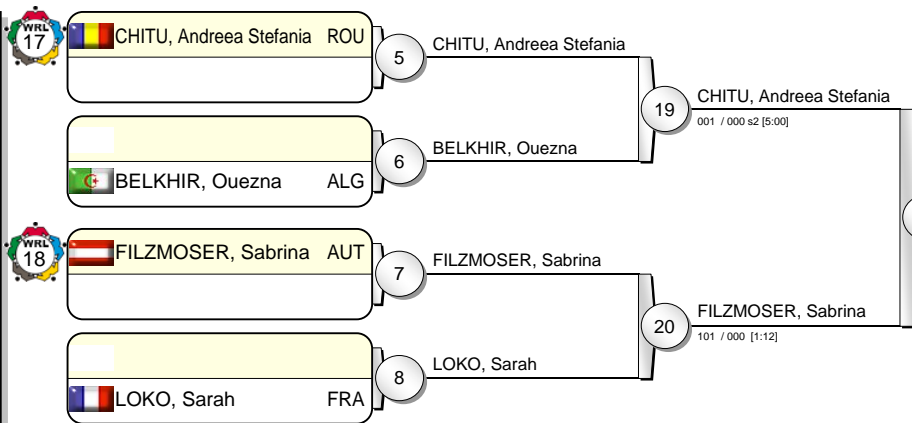 WRL
17
CHITU, Andreea Stefania ROU
5
CHITU, Andreea Stefania
19
CHITU, Andreea Stefania
001 / 000 s2 [5:00]
6
BELKHIR, Ouezna
BELKHIR, Ouezna ALG
WRL
18
FILZMOSER, Sabrina AUT
7
FILZMOSER, Sabrina
20
FILZMOSER, Sabrina
101 / 000 [1:12]
8
LOKO, Sarah
LOKO, Sarah FRA